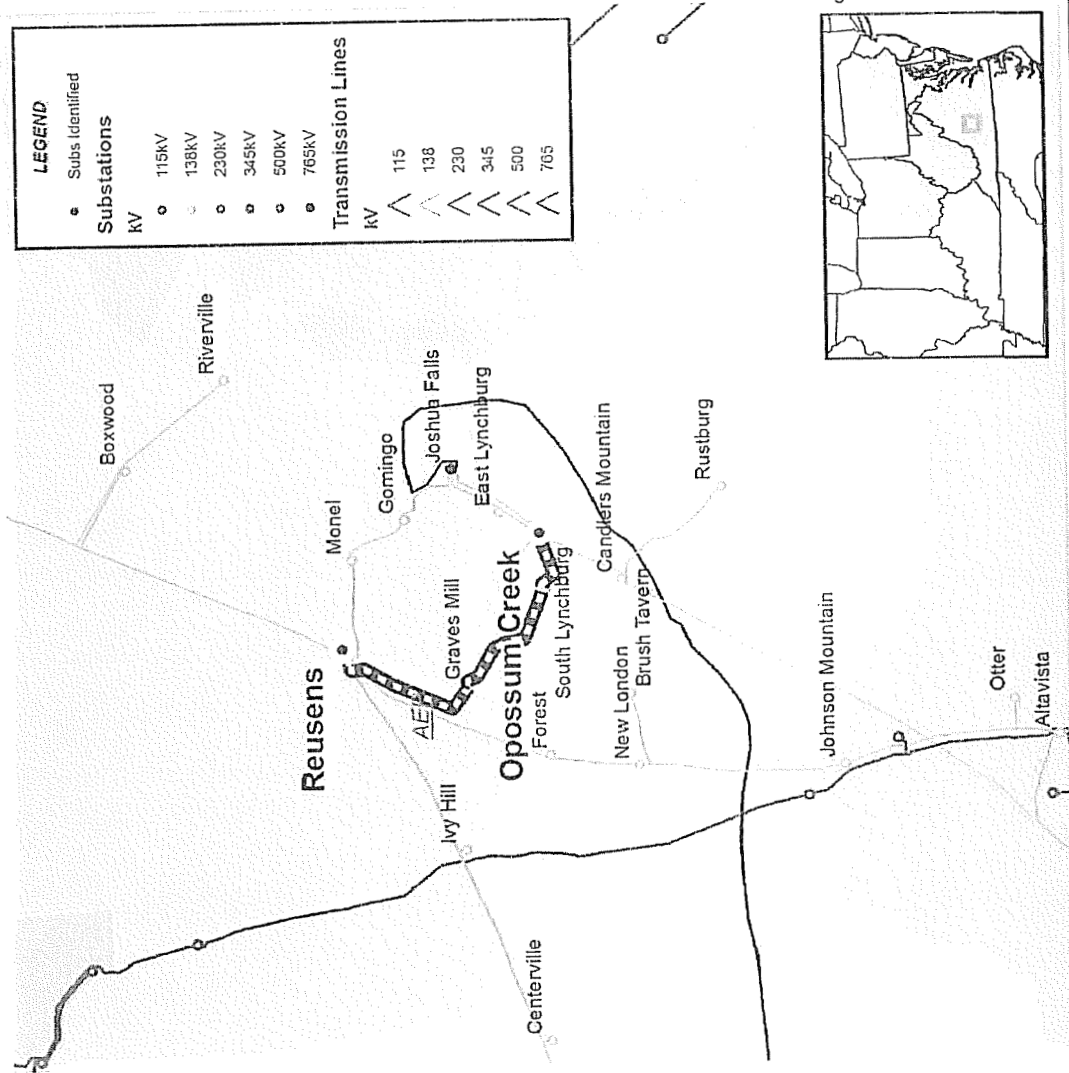 LEGEND
Subs Identified
Substations
kV
115kV
138kV
230kV
345kV
500kV
765kV
Transmission Lines
kV
115
138
230
345
500
765
Boxwood
Riverville
Monel
Gomingo
Joshua Falls
East Lynchburg
Reusens
Graves Mill
AE
Opossum Creek
South Lynchburg
Candlers Mountain
Rustburg
Forest
New London
Brush Tavern
Ivy Hill
Centerville
Johnson Mountain
Otter
Altavista